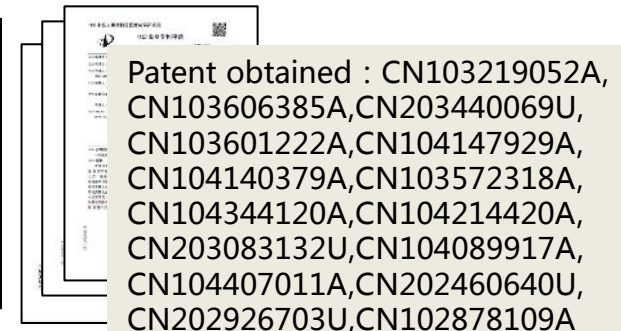 Patent obtained : CN103219052A,
CN103606385A,CN203440069U,
CN103601222A,CN104147929A,
CN104140379A,CN103572318A,
CN104344120A,CN104214420A,
CN203083132U,CN104089917A,
CN104407011A,CN202460640U,
CN202926703U,CN102878109A